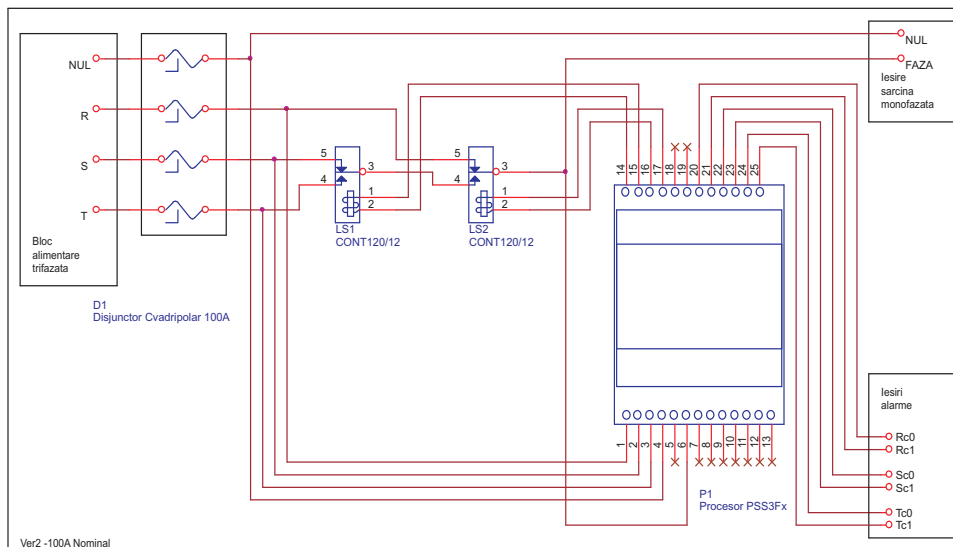 NUL
R
S
T
Bloc
alimentare
trifazata
D1
Disjunctor Cvadripolar 100A
5
4
3
1
2
LS1
CONT120/12
5
4
3
1
2
LS2
CONT120/12
14
15
16
17
18
19
20
21
22
23
24
25
1
2
3
4
5
6
7
8
9
10
11
12
13
P1
Procesor PSS3Fx
NUL
FAZA
Iesire
sarcina
monofazata
Iesiri
alarme
Rc0
Rc1
Sc0
Sc1
Tc0
Tc1
Ver2 -100A Nominal